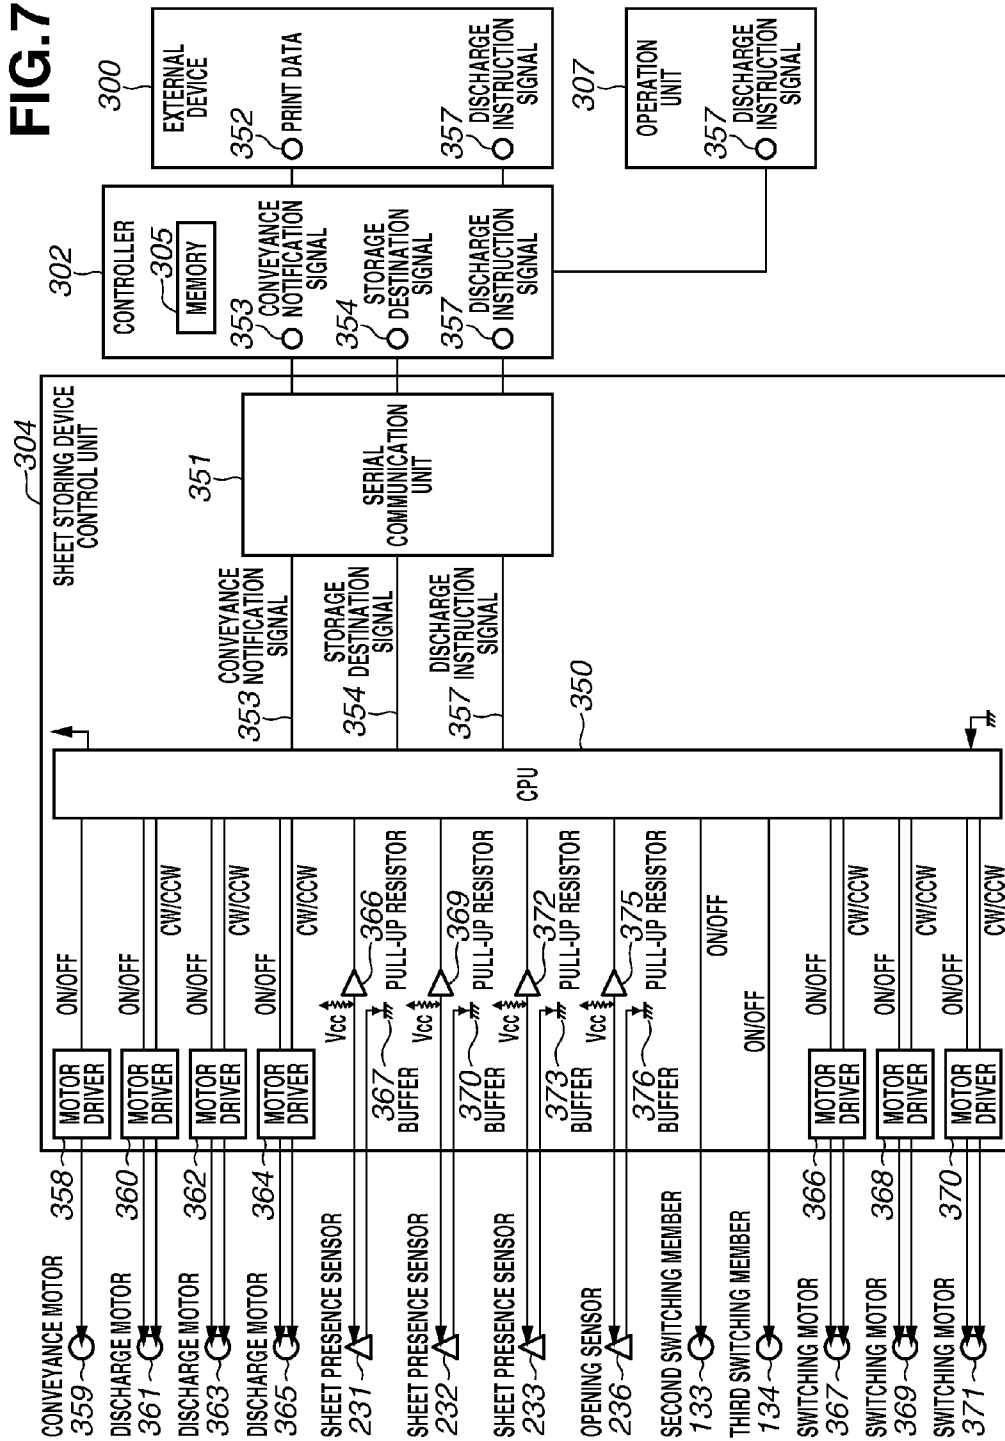 FIG.7
300
EXTERNAL
DEVICE
352
PRINT DATA
357
DISCHARGE
INSTRUCTION
SIGNAL
307
OPERATION
UNIT
357
DISCHARGE
INSTRUCTION
SIGNAL
302
CONTROLLER
305
MEMORY
353
CONVEYANCE
NOTIFICATION
SIGNAL
354
STORAGE
DESTINATION
SIGNAL
357
DISCHARGE
INSTRUCTION
SIGNAL
304
SHEET STORING DEVICE
CONTROL UNIT
351
SERIAL
COMMUNICATION
UNIT
CONVEYANCE
NOTIFICATION
SIGNAL
353
STORAGE
DESTINATION
SIGNAL
354
DISCHARGE
INSTRUCTION
SIGNAL
357
350
CPU
ON/OFF
MOTOR
DRIVER
358
CONVEYANCE MOTOR
359
ON/OFF
CW/CCW
MOTOR
DRIVER
360
DISCHARGE MOTOR
361
ON/OFF
CW/CCW
MOTOR
DRIVER
362
DISCHARGE MOTOR
363
ON/OFF
CW/CCW
MOTOR
DRIVER
364
DISCHARGE MOTOR
365
Vcc
366
PULL-UP RESISTOR
367
BUFFER
SHEET PRESENCE SENSOR
231
Vcc
369
PULL-UP RESISTOR
370
BUFFER
SHEET PRESENCE SENSOR
232
Vcc
372
PULL-UP RESISTOR
373
BUFFER
SHEET PRESENCE SENSOR
233
Vcc
375
PULL-UP RESISTOR
376
BUFFER
OPENING SENSOR
236
ON/OFF
SECOND SWITCHING MEMBER
133
ON/OFF
THIRD SWITCHING MEMBER
134
ON/OFF
CW/CCW
MOTOR
DRIVER
366
SWITCHING MOTOR
367
ON/OFF
CW/CCW
MOTOR
DRIVER
368
SWITCHING MOTOR
369
ON/OFF
CW/CCW
MOTOR
DRIVER
370
SWITCHING MOTOR
371